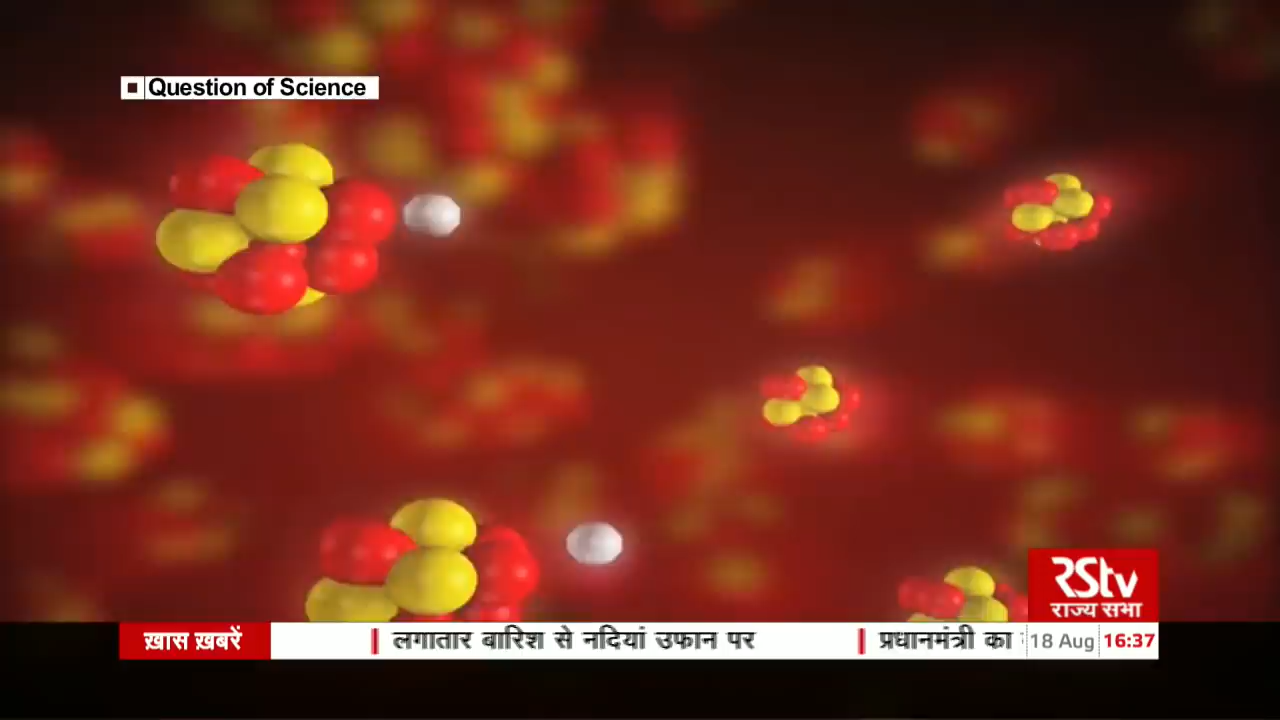 Question of Science
RStv
राज्य सभा
ख़ास ख़बरें
लगातार बारिश से नदियां उफान पर
प्रधानमंत्री का
18 Aug
16:37